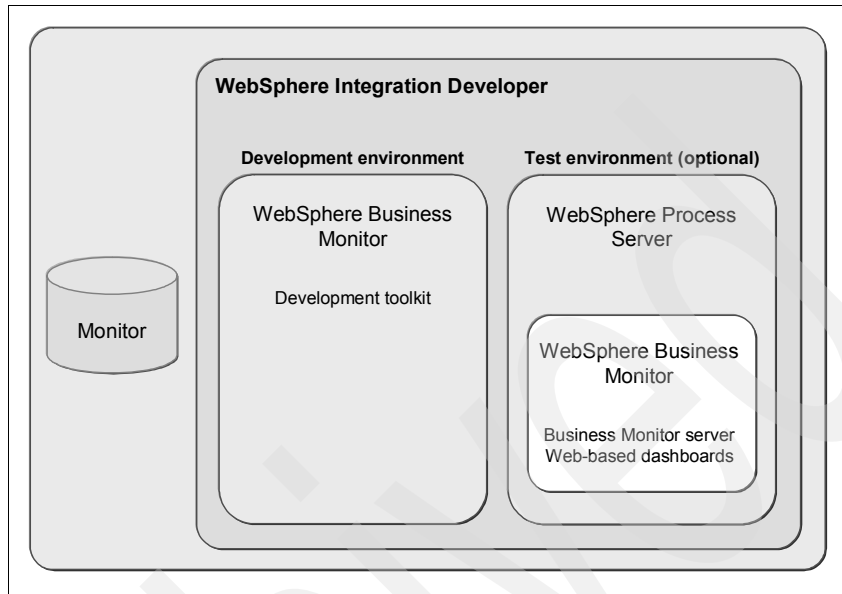 WebSphere Integration Developer
Development environment
Test environment (optional)
WebSphere Business
Monitor
Development toolkit
WebSphere Process
Server
WebSphere Business
Monitor
Business Monitor server
Web-based dashboards
Monitor